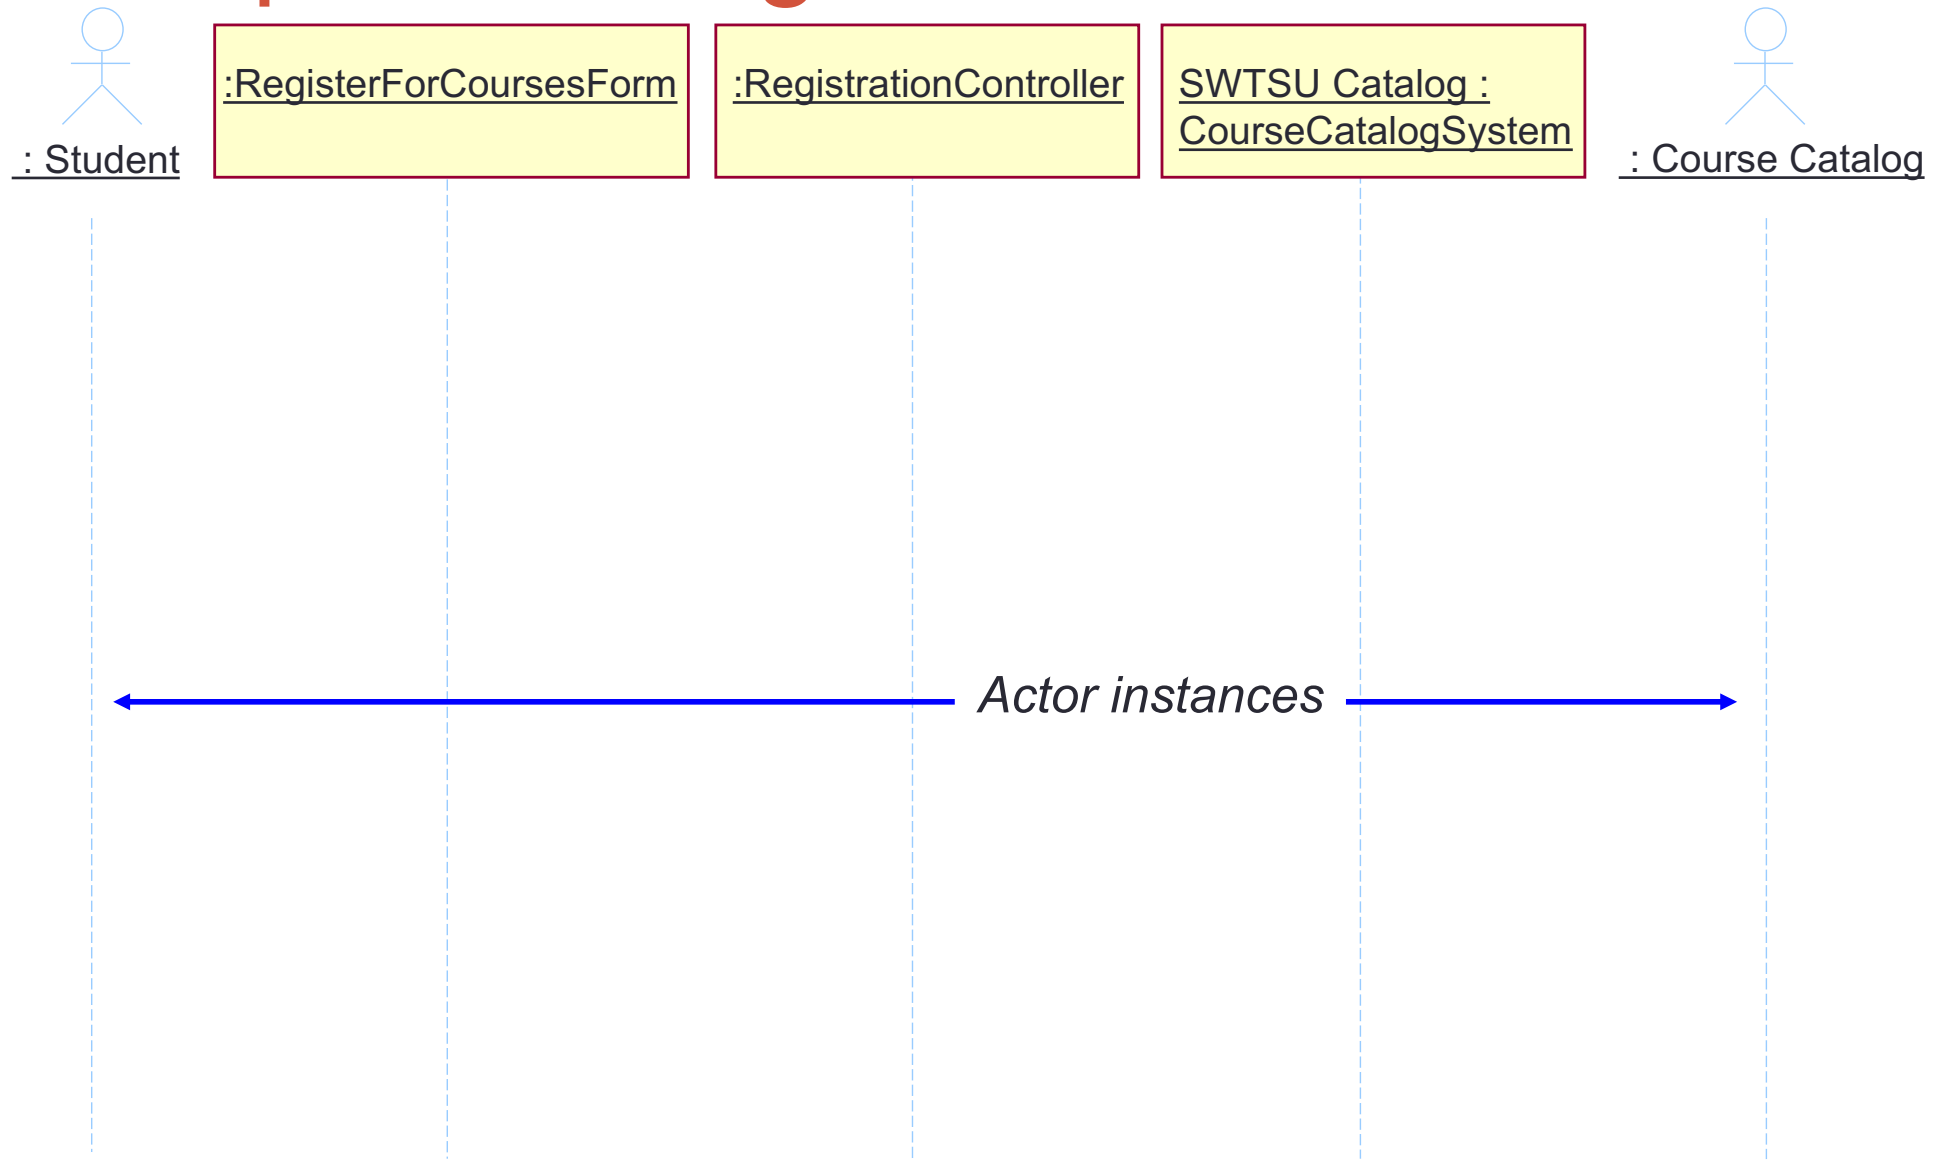 :RegisterForCoursesForm
:RegistrationController
SWTSU Catalog :
CourseCatalogSystem
: Student
: Course Catalog
Actor instances